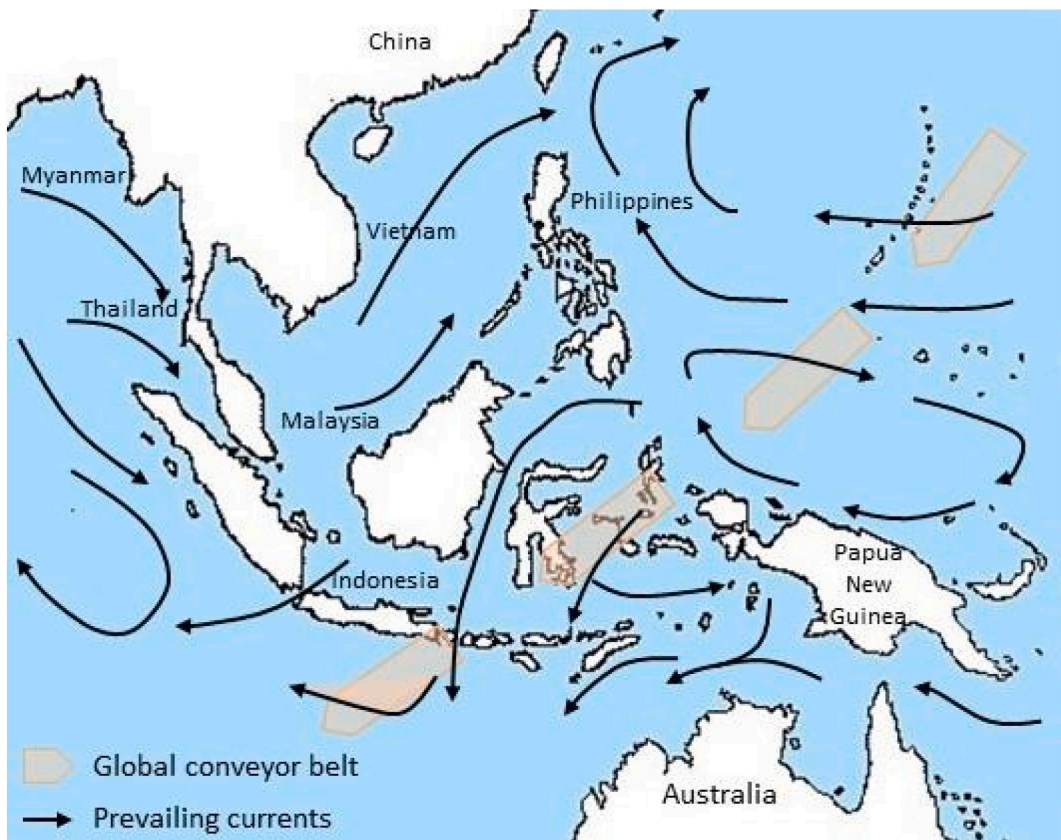 China
Myanmar
Philippines
Vietnam
Thailand
Malaysia
Indonesia
Papua
New
Guinea
Global conveyor belt
Australia
Prevailing currents